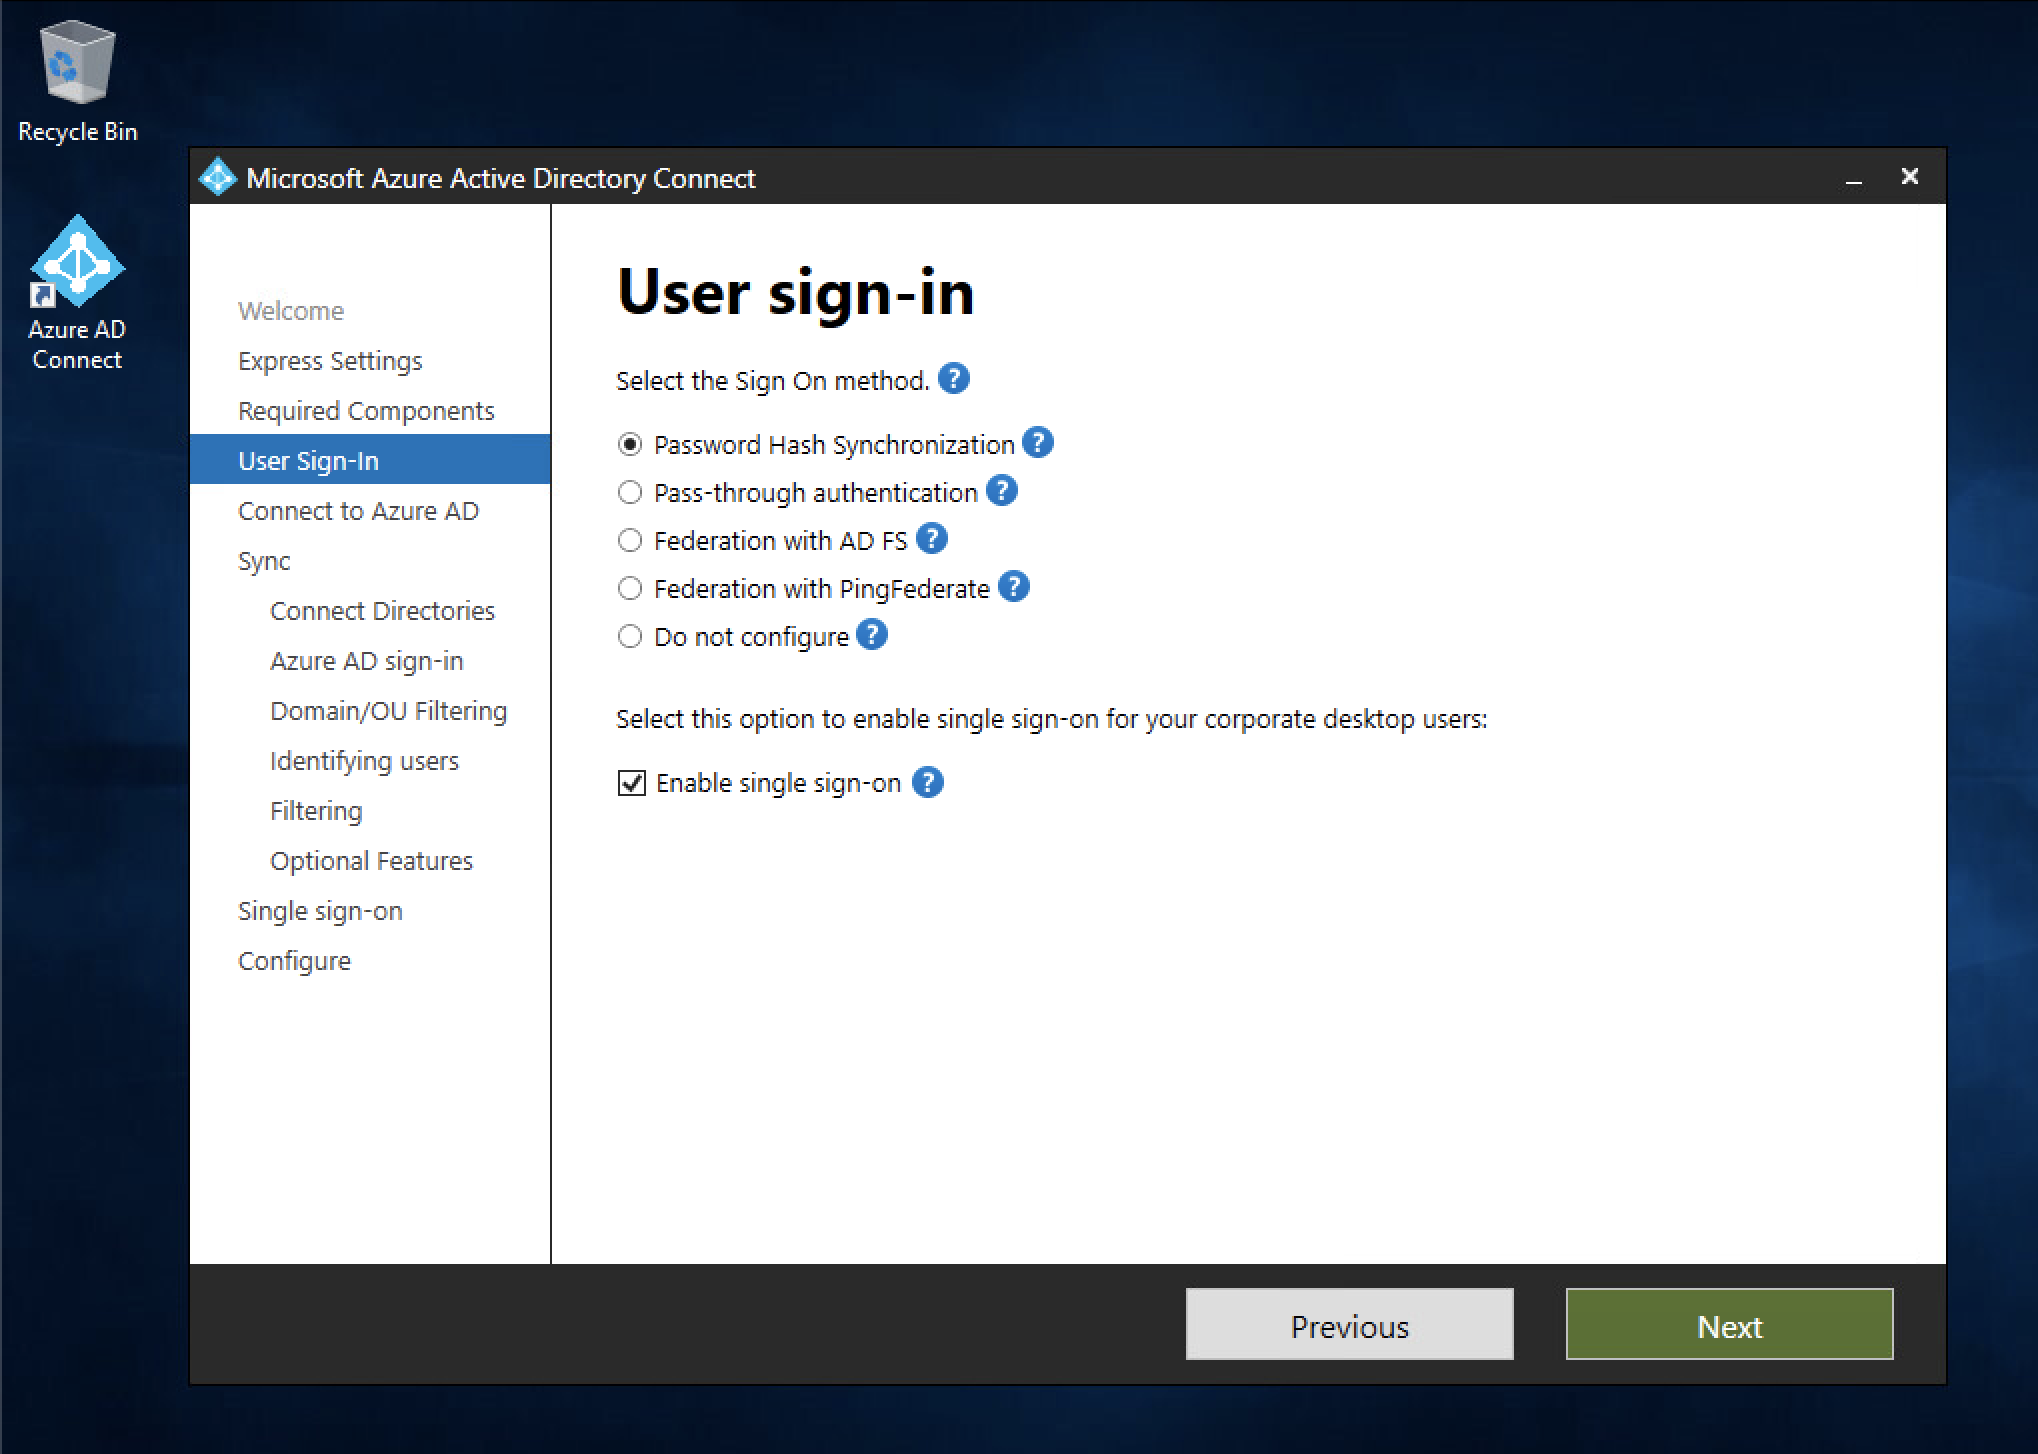 Recycle Bin
Azure AD
Connect
Microsoft Azure Active Directory Connect
Welcome
Express Settings
Required Components
User Sign-In
Connect to Azure AD
Sync
Connect Directories
Azure AD sign-in
Domain/OU Filtering
Identifying users
Filtering
Optional Features
Single sign-on
Configure
User sign-in
Select the Sign On method. ?
Password Hash Synchronization ?
Pass-through authentication ?
Federation with AD FS ?
Federation with PingFederate ?
Do not configure ?
Select this option to enable single sign-on for your corporate desktop users:
Enable single sign-on ?
Previous
Next